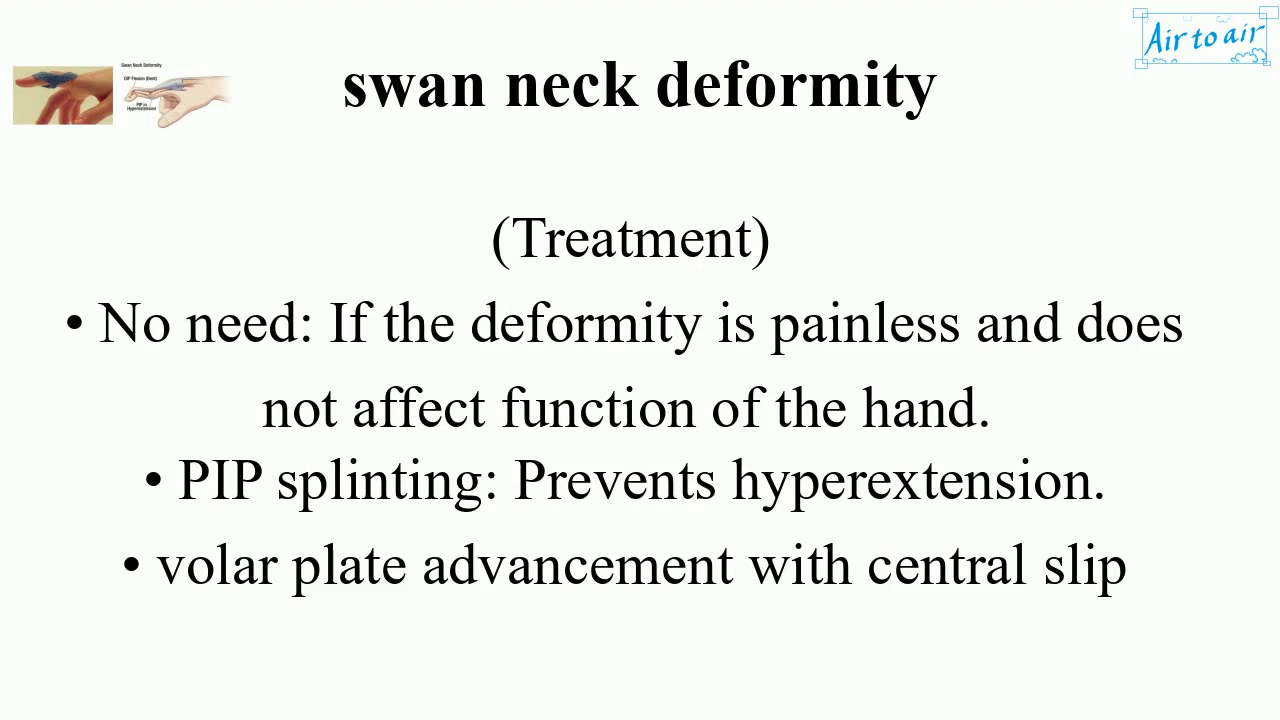 Air to air
Swan Neck Deformity
DIP Flexion (Bent)
PIP in
Hyperextension
swan neck deformity
(Treatment)
• No need: If the deformity is painless and does
not affect function of the hand.
• PIP splinting: Prevents hyperextension.
• volar plate advancement with central slip